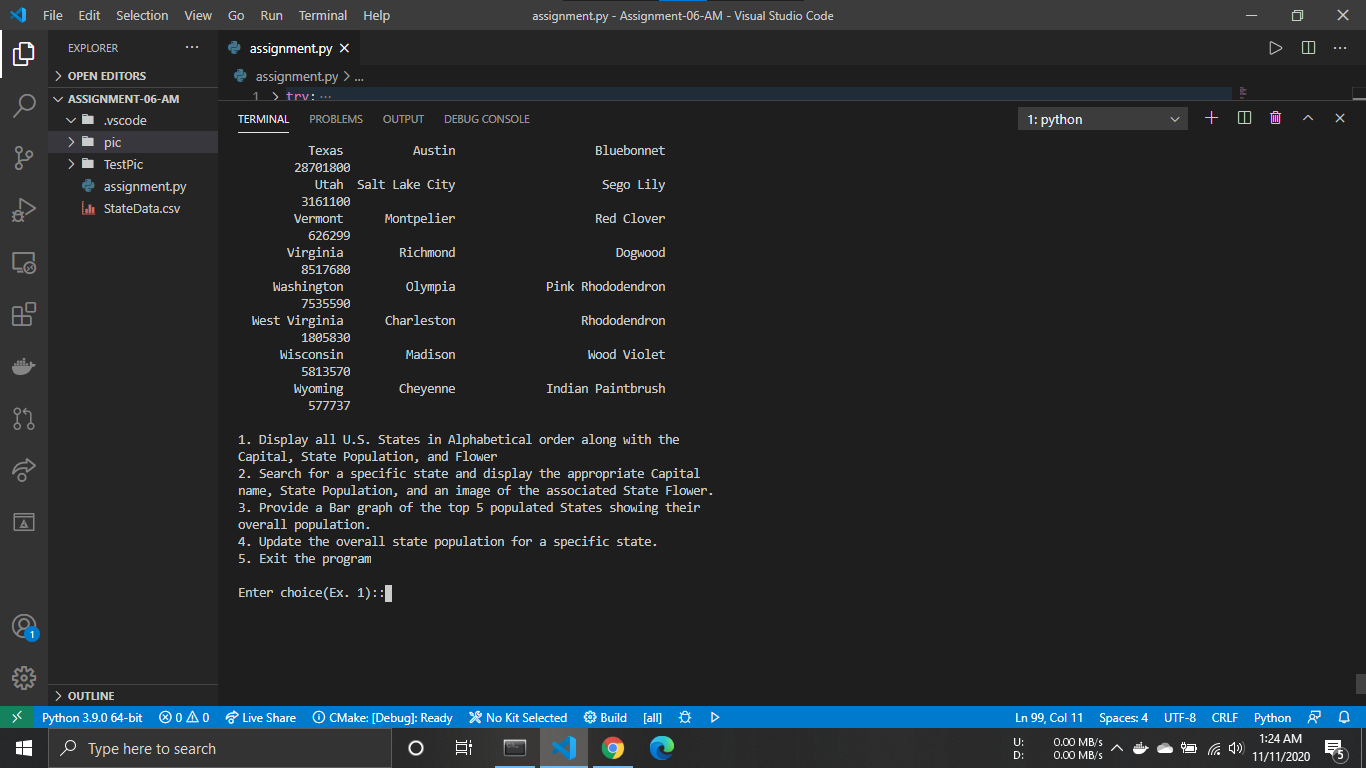 File Edit Selection View Go Run Terminal Help
assignment.py - Assignment-06-AM - Visual Studio Code
EXPLORER
OPEN EDITORS
ASSIGNMENT-06-AM
.vscode
pic
TestPic
assignment.py
StateData.csv
OUTLINE
assignment.py
assignment.py > ...
1 > try:
TERMINAL PROBLEMS OUTPUT DEBUG CONSOLE
1: python
Texas Austin Bluebonnet
28701800
Utah Salt Lake City Sego Lily
3161100
Vermont Montpelier Red Clover
626299
Virginia Richmond Dogwood
8517680
Washington Olympia Pink Rhododendron
7535590
West Virginia Charleston Rhododendron
1805830
Wisconsin Madison Wood Violet
5813570
Wyoming Cheyenne Indian Paintbrush
577737
1. Display all U.S. States in Alphabetical order along with the
Capital, State Population, and Flower
2. Search for a specific state and display the appropriate Capital
name, State Population, and an image of the associated State Flower.
3. Provide a Bar graph of the top 5 populated States showing their
overall population.
4. Update the overall state population for a specific state.
5. Exit the program
Enter choice(Ex. 1)::
1
Python 3.9.0 64-bit 0 0 Live Share CMake: [Debug]: Ready No Kit Selected Build [all] Ln 99, Col 11 Spaces: 4 UTF-8 CRLF Python
Type here to search
U: 0.00 MB/s
D: 0.00 MB/s
1:24 AM
11/11/2020
5